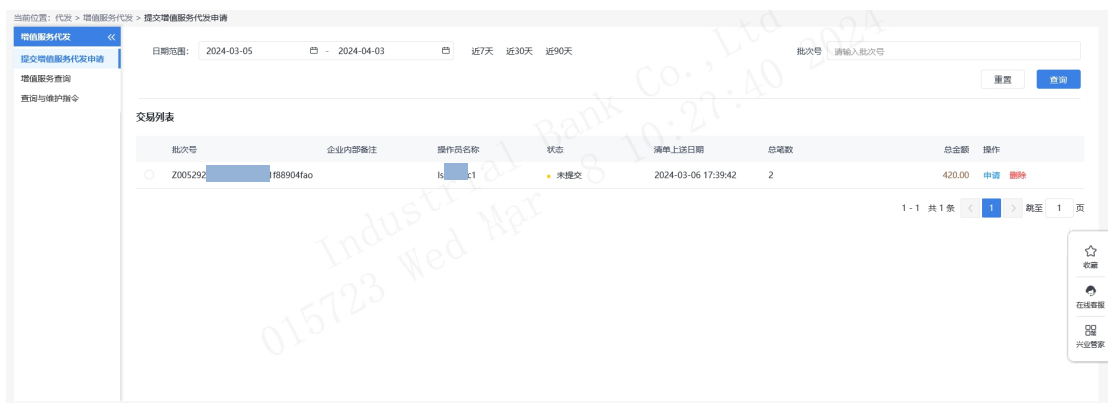 当前位置：代发 > 增值服务代发 > 提交增值服务代发申请
增值服务代发 «
提交增值服务代发申请
增值服务查询
查询与维护指令
日期范围： 2024-03-05 - 2024-04-03 近7天 近30天 近90天 批次号 请输入批次号
重置 查询
交易列表
批次号 企业内部备注 操作员名称 状态 清单上送日期 总笔数 总金额 操作
Z005292 f88904fao ls c1 未提交 2024-03-06 17:39:42 2 420.00 申请 删除
1 - 1 共 1 条 < 1 > 跳至 1 页
收藏
在线客服
兴业管家
Industrial Bank Co., Ltd
015723 Wed Mar 8 10:27:40 2024